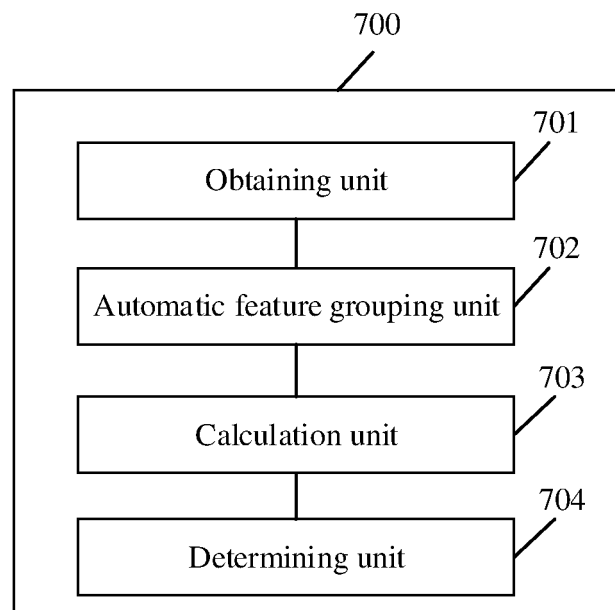 700
701
Obtaining unit
702
Automatic feature grouping unit
703
Calculation unit
704
Determining unit